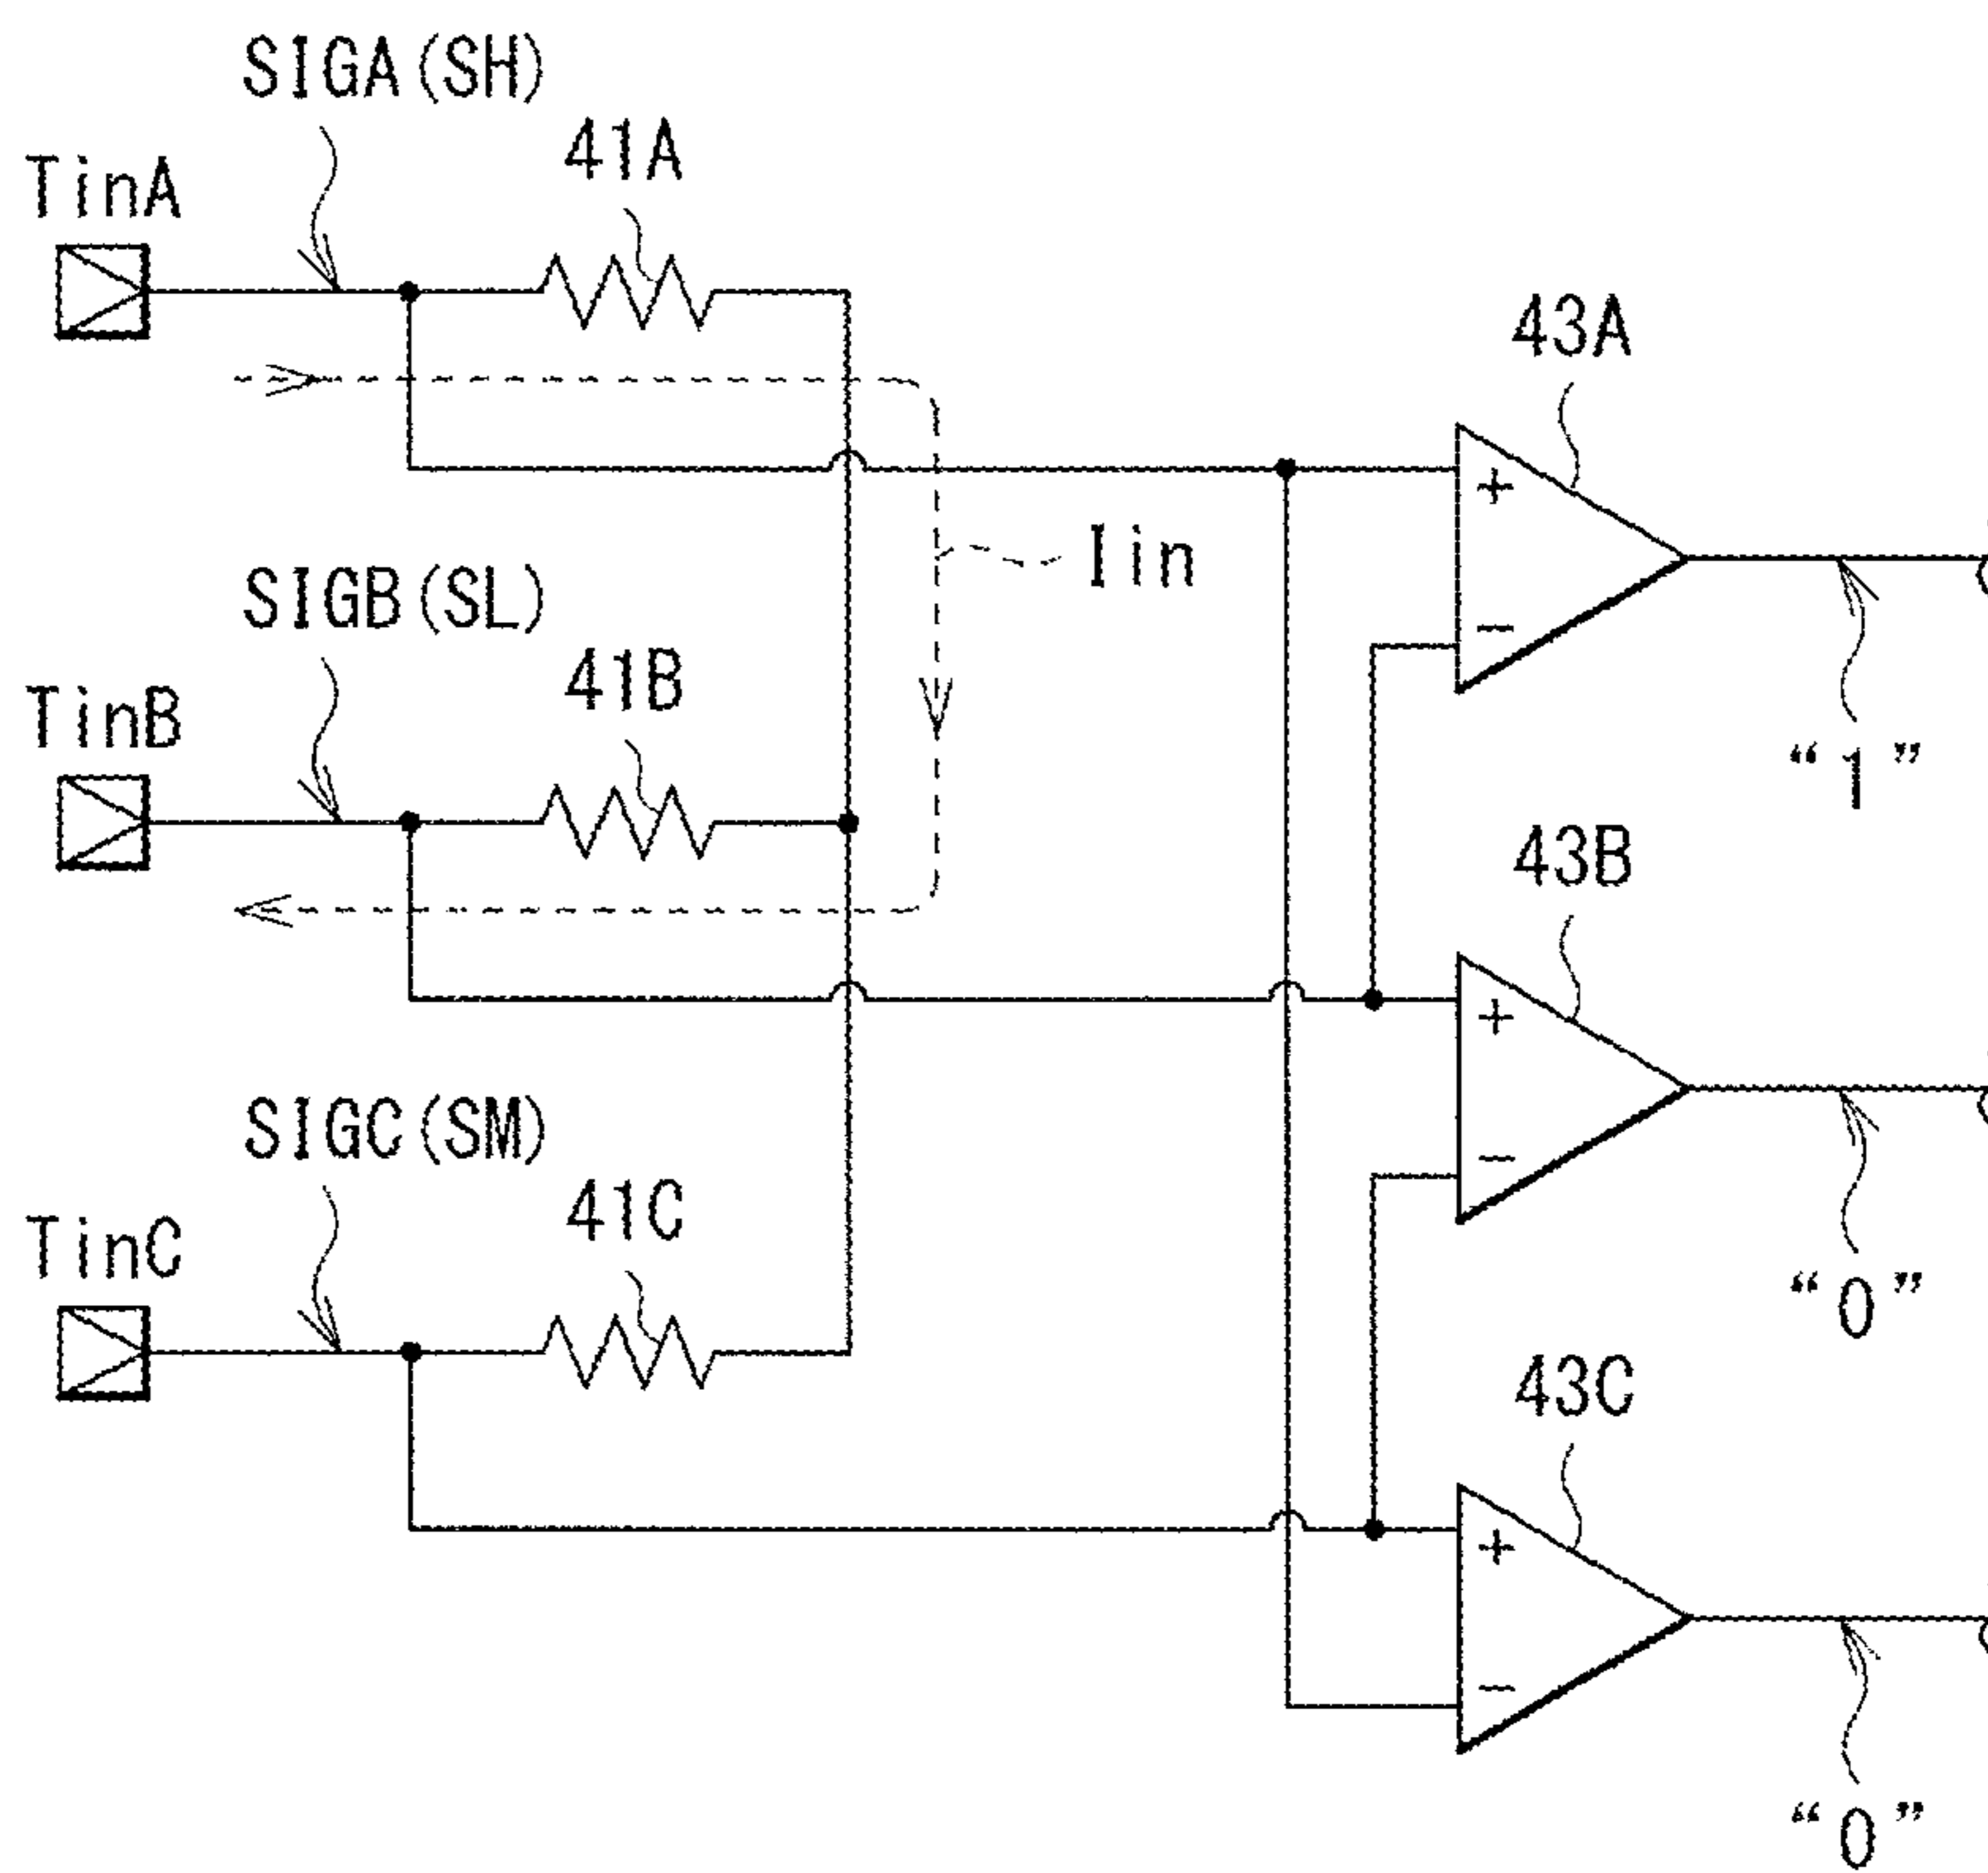 SIGA(SH)
41A
TinA
43A
+
−
Iin
“1”
SIGB(SL)
41B
TinB
43B
+
−
“0”
SIGC(SM)
41C
TinC
43C
+
−
“0”